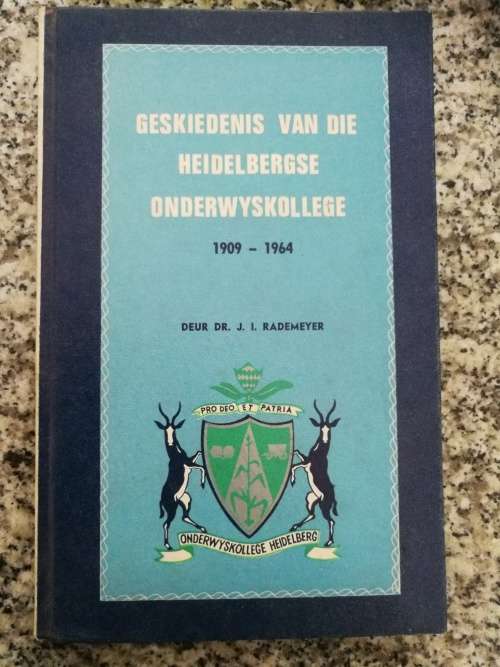 GESKIEDENIS VAN DIE
HEIDELBERGSE
ONDERWYSKOLLEGE
1909 – 1964
DEUR DR. J. I. RADEMEYER
PRO DEO ET PATRIA
ONDERWYSKOLLEGE HEIDELBERG